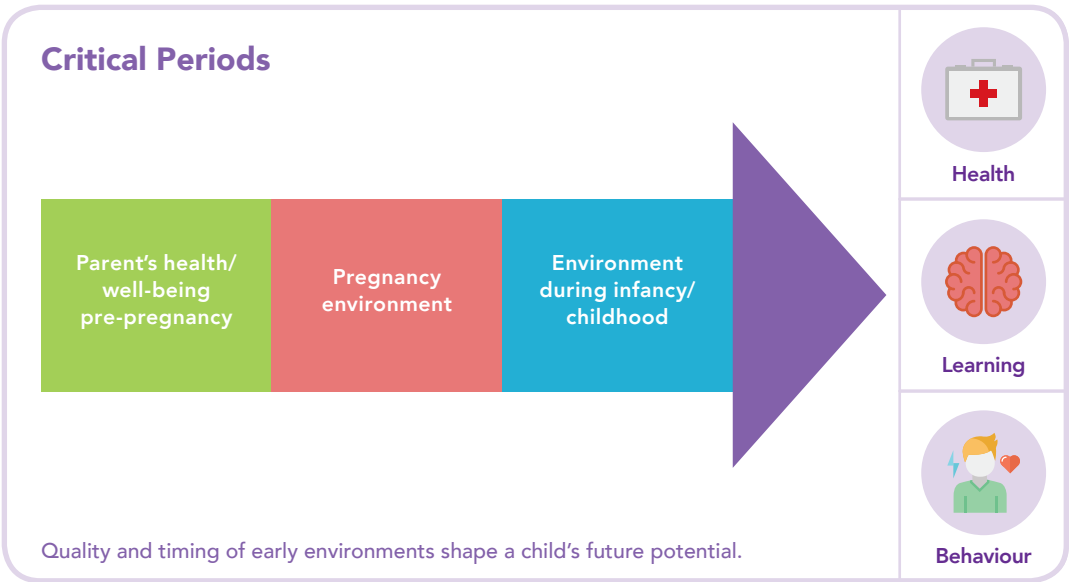 Critical Periods
Parent’s health/
well-being
pre-pregnancy
Pregnancy
environment
Environment
during infancy/
childhood
Quality and timing of early environments shape a child’s future potential.
Health
Learning
Behaviour